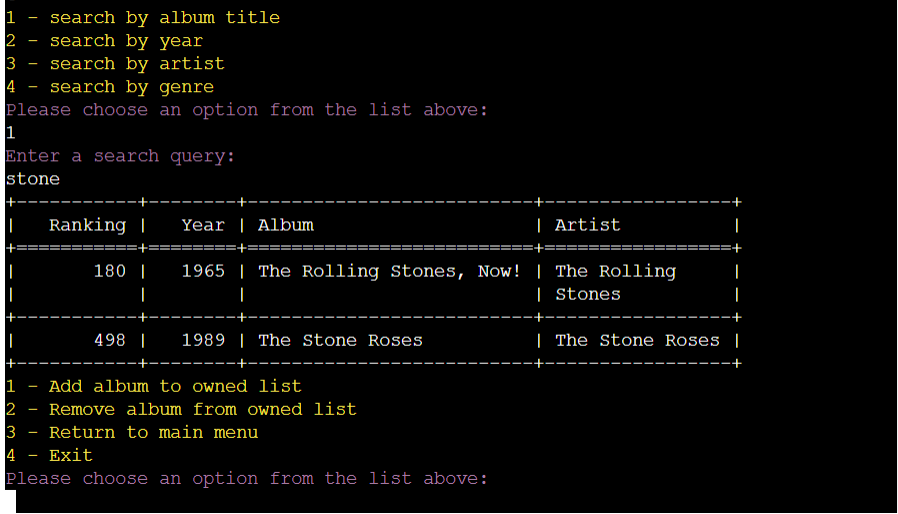 1 - search by album title
2 - search by year
3 - search by artist
4 - search by genre
Please choose an option from the list above:
1
Enter a search query:
stone
+-----------+--------+--------------------------+-----------------+
|   Ranking |   Year | Album                    | Artist          |
+===========+========+==========================+=================+
|       180 |   1965 | The Rolling Stones, Now! | The Rolling     |
|           |        |                          | Stones          |
+-----------+--------+--------------------------+-----------------+
|       498 |   1989 | The Stone Roses          | The Stone Roses |
+-----------+--------+--------------------------+-----------------+
1 - Add album to owned list
2 - Remove album from owned list
3 - Return to main menu
4 - Exit
Please choose an option from the list above: